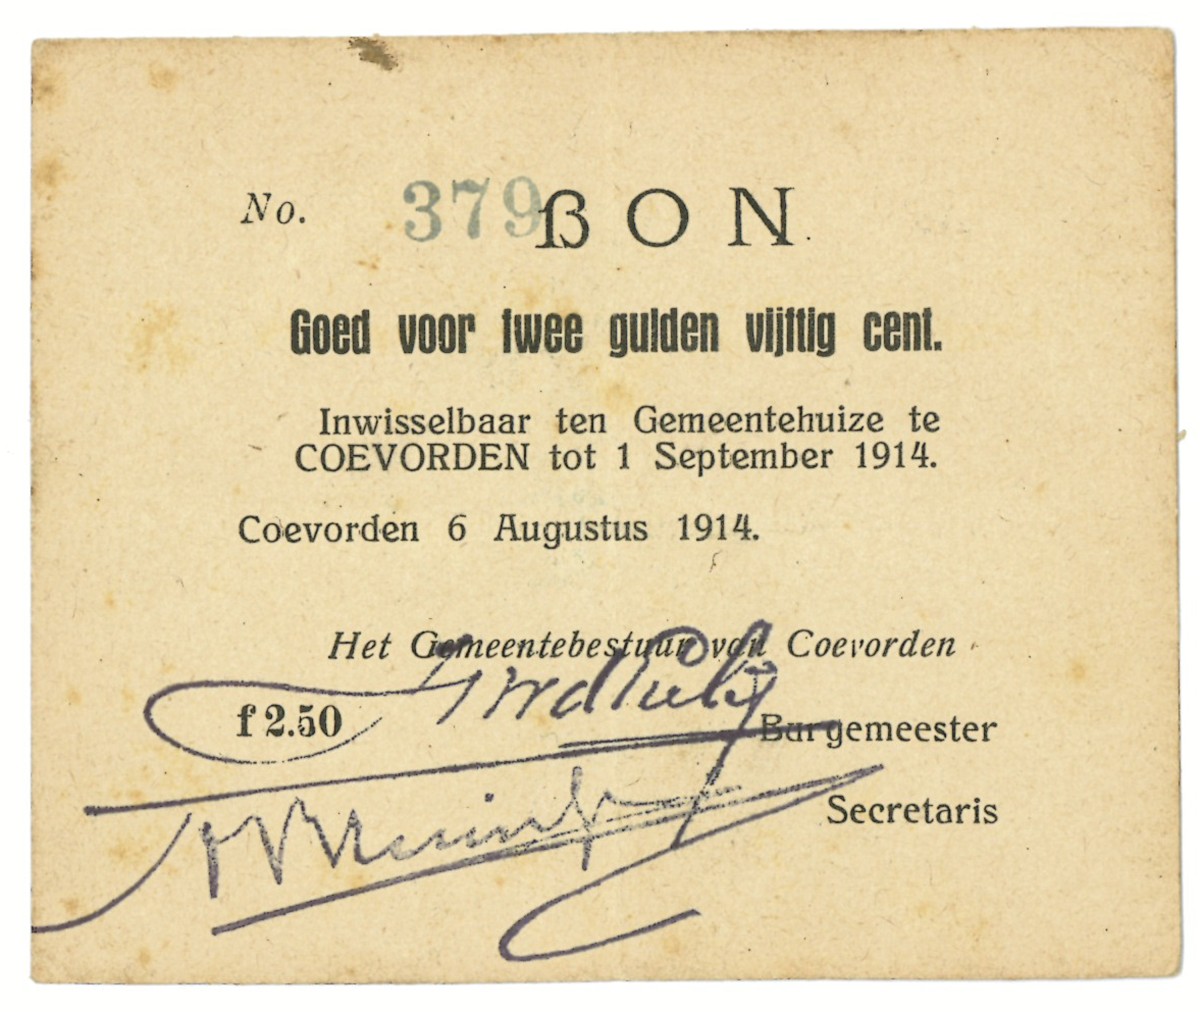 No. 379 BON
Goed voor twee gulden vijftig cent.
Inwisselbaar ten Gemeentehuize te
COEVORDEN tot 1 September 1914.
Coevorden 6 Augustus 1914.
Het Gemeentebestuur van Coevorden
f 2.50
Burgemeester
Secretaris